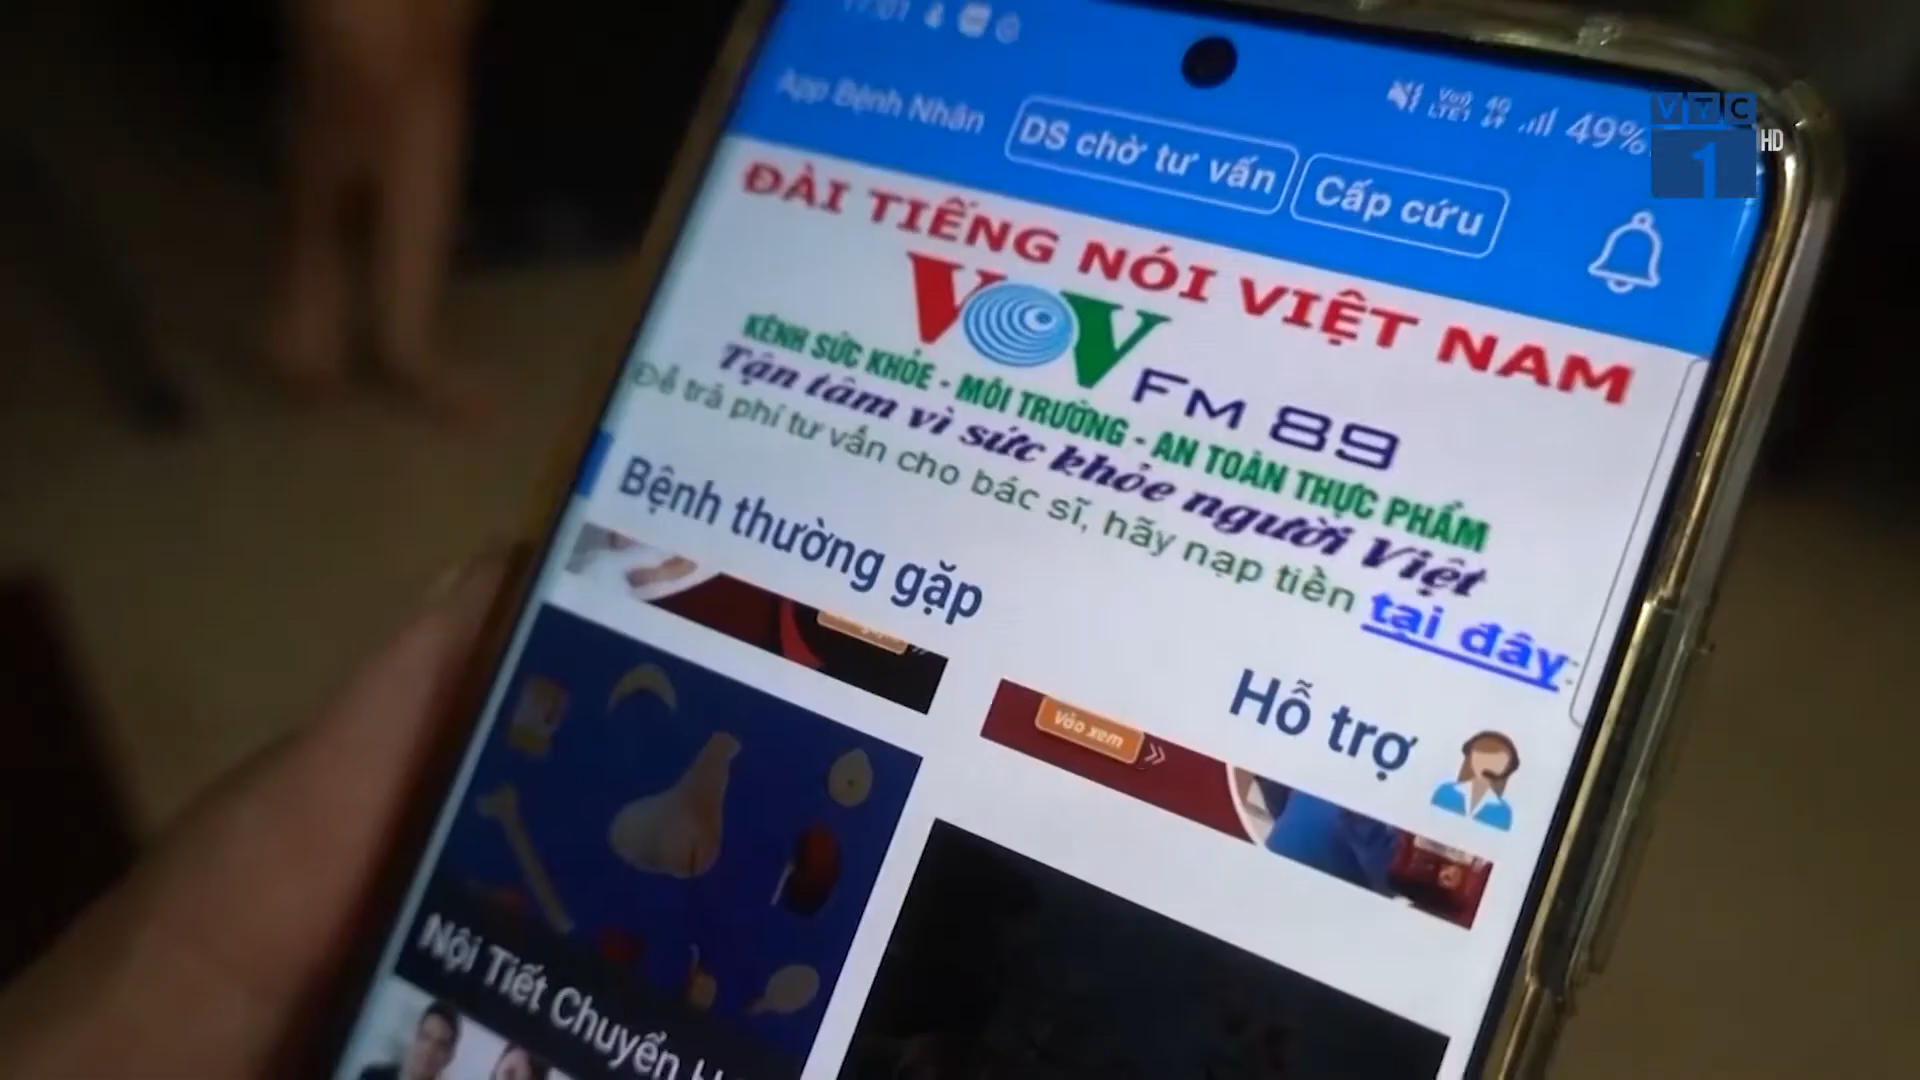 17:01
49%
VTC
1
HD
App Bệnh Nhân
DS chờ tư vấn
Cấp cứu
ĐÀI TIẾNG NÓI VIỆT NAM
VOV FM 89
KÊNH SỨC KHỎE - MÔI TRƯỜNG - AN TOÀN THỰC PHẨM
Tận tâm vì sức khỏe người Việt
Để trả phí tư vấn cho bác sĩ, hãy nạp tiền tại đây
Bệnh thường gặp
Hỗ trợ
Vào xem
Nội Tiết Chuyển